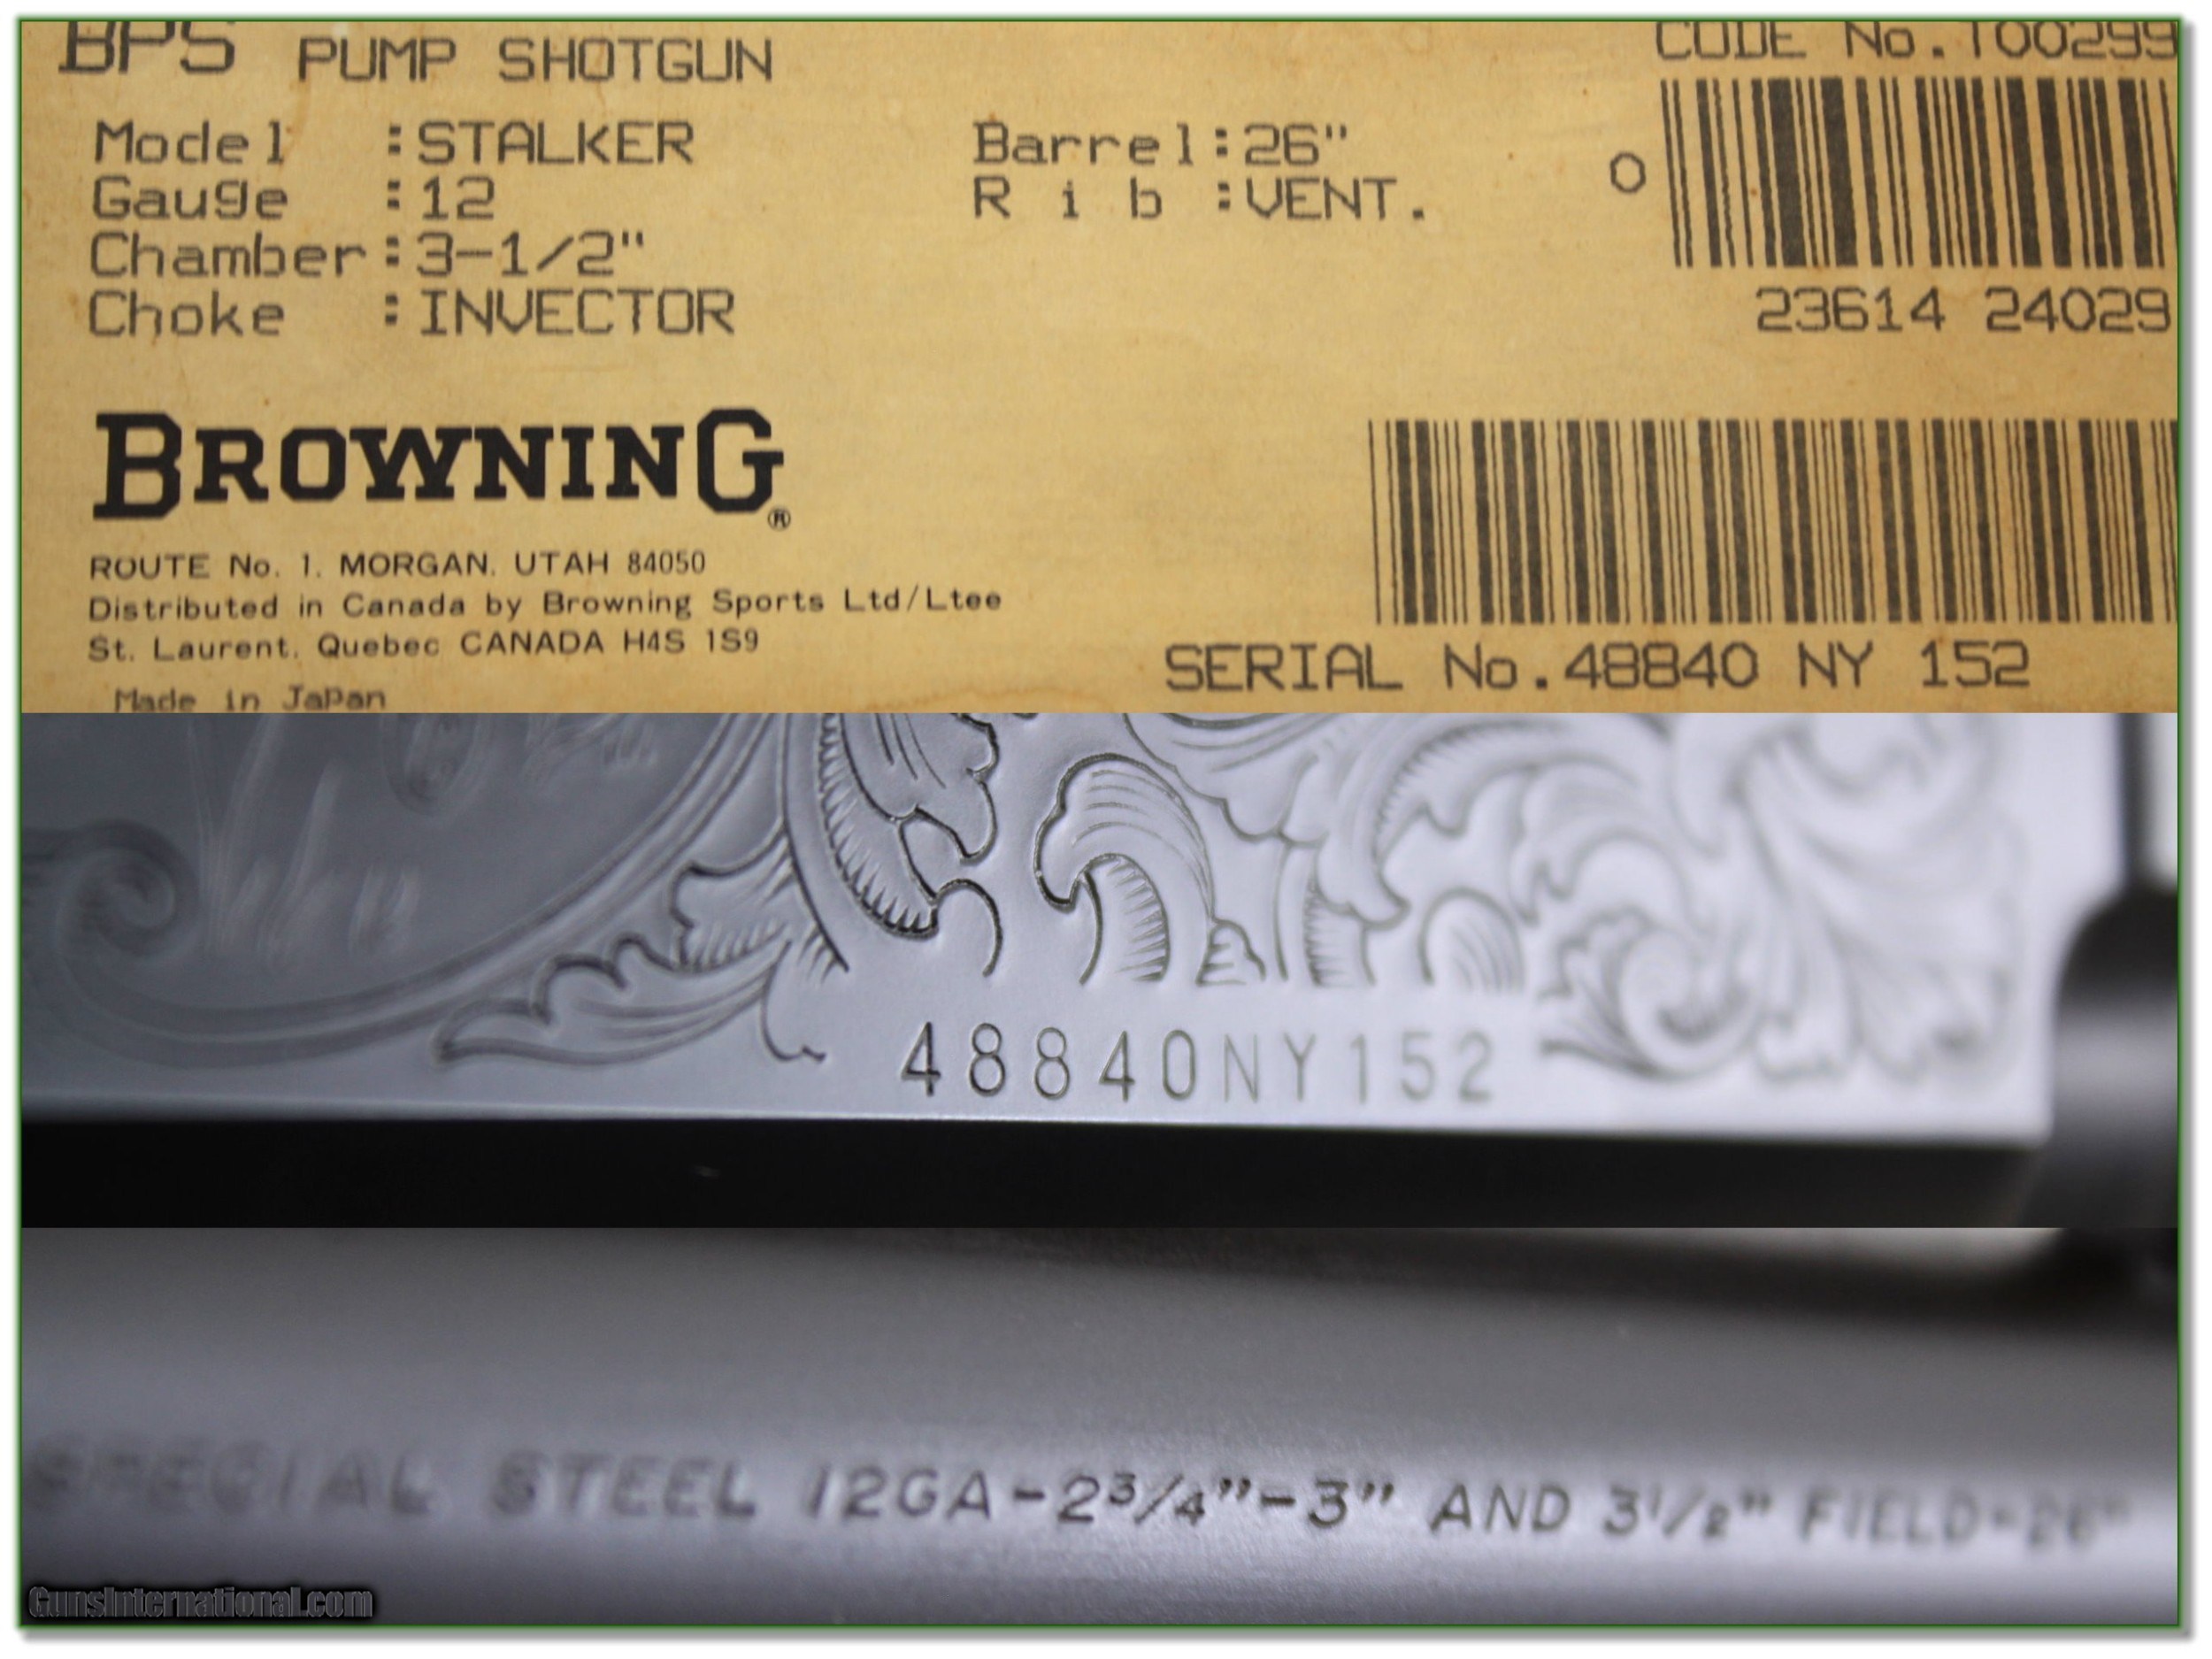 BPS PUMP SHOTGUN
CODE No. 100299
Model :STALKER
Barrel:26"
Gauge :12
R i b :VENT.
Chamber:3-1/2"
Choke :INVECTOR
0
23614 24029
BROWNING®
ROUTE No. 1. MORGAN. UTAH 84050
Distributed in Canada by Browning Sports Ltd/Ltee
St. Laurent. Quebec CANADA H4S 1S9
Made in Japan
SERIAL No.48840 NY 152
48840NY152
SPECIAL STEEL 12GA-2¾"-3" AND 3½" FIELD-26"
GunsInternational.com